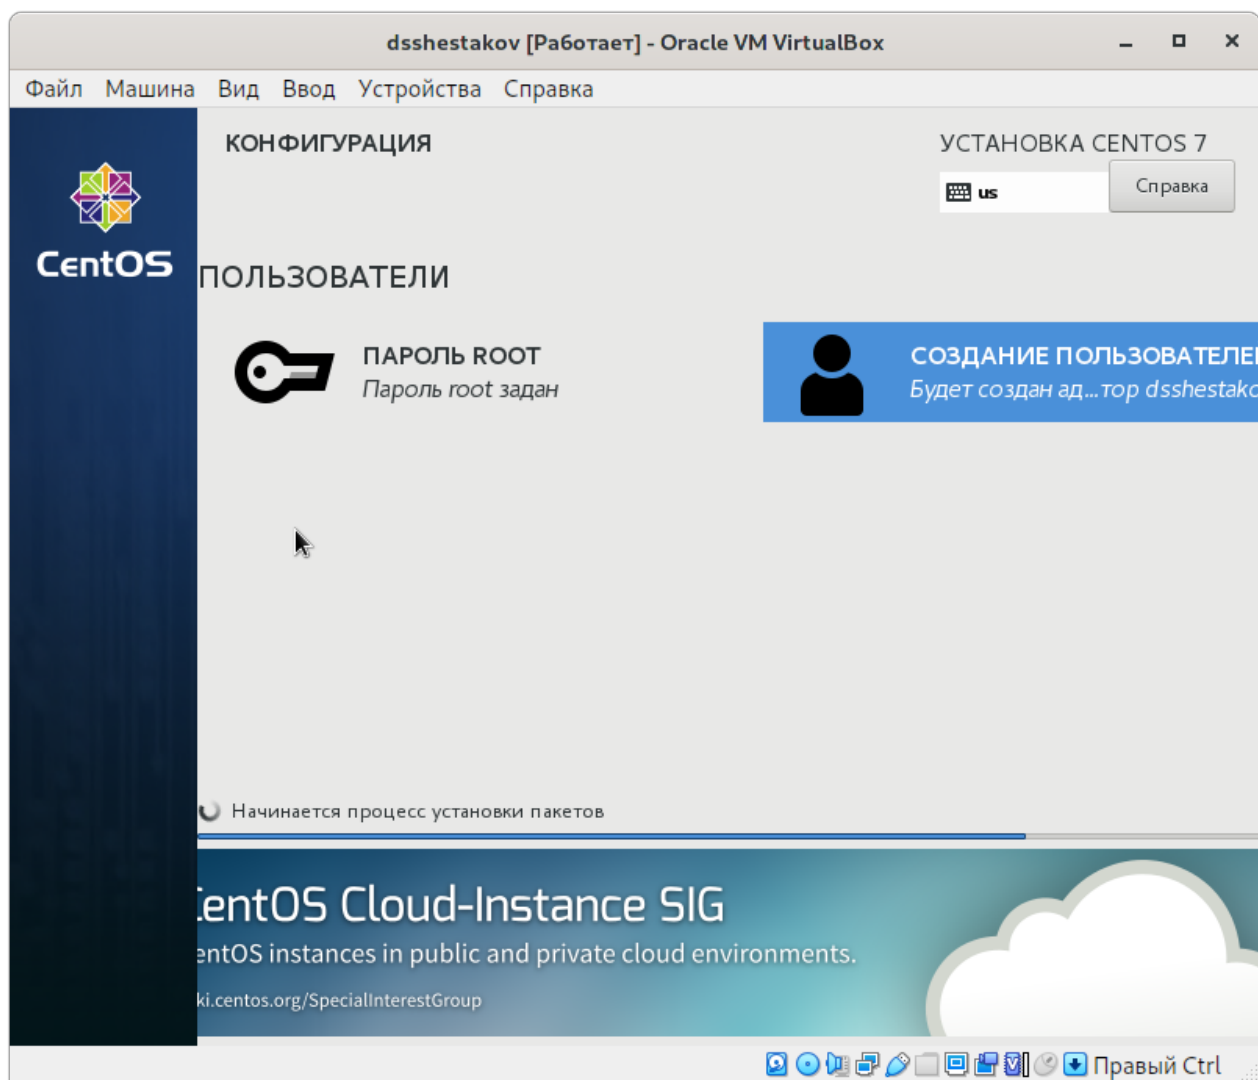 dsshestakov [Работает] - Oracle VM VirtualBox
Файл Машина Вид Ввод Устройства Справка
КОНФИГУРАЦИЯ
УСТАНОВКА CENTOS 7
us
Справка
CentOS
ПОЛЬЗОВАТЕЛИ
ПАРОЛЬ ROOT
Пароль root задан
СОЗДАНИЕ ПОЛЬЗОВАТЕЛЕ
Будет создан ад...тор dsshestako
Начинается процесс установки пакетов
CentOS Cloud-Instance SIG
entOS instances in public and private cloud environments.
ki.centos.org/SpecialInterestGroup
Правый Ctrl